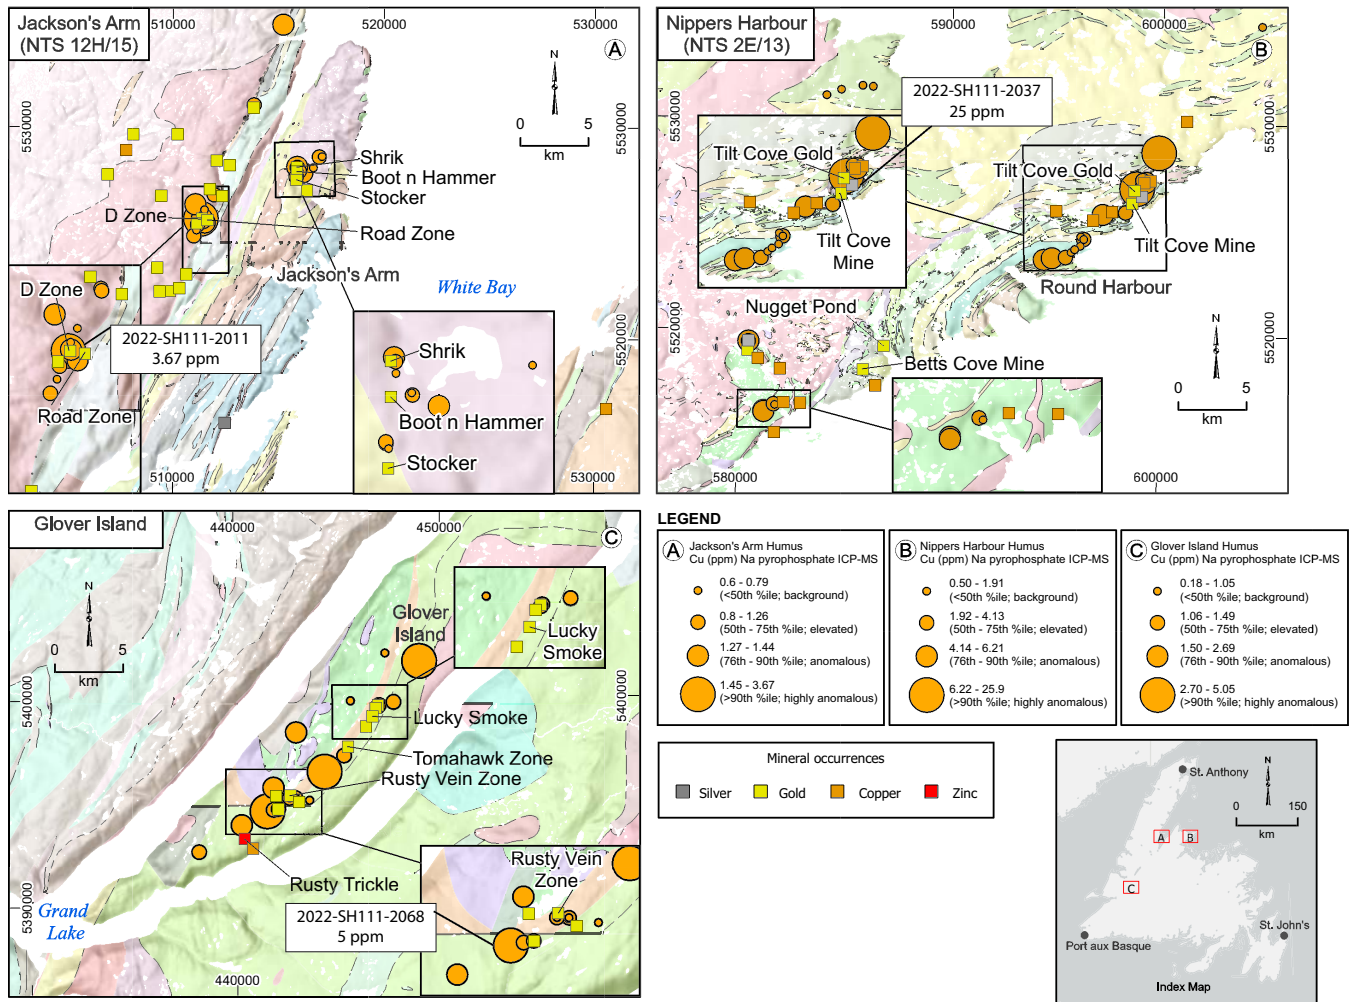 Jackson's Arm
(NTS 12H/15)
510000
520000
530000
A
5530000
5530000
N
0
5
km
Shrik
Boot n Hammer
Stocker
D Zone
Road Zone
Jackson's Arm
White Bay
D Zone
2022-SH111-2011
3.67 ppm
Road Zone
Shrik
Boot n Hammer
Stocker
5520000
510000
530000
Nippers Harbour
(NTS 2E/13)
590000
600000
B
2022-SH111-2037
25 ppm
5530000
5530000
Tilt Cove Gold
Tilt Cove
Mine
Tilt Cove Gold
Tilt Cove Mine
Round Harbour
Nugget Pond
Betts Cove Mine
5520000
5520000
N
0
5
km
580000
600000
Glover Island
440000
450000
C
N
0
5
km
Glover
Island
Lucky
Smoke
5400000
5400000
Lucky Smoke
Tomahawk Zone
Rusty Vein Zone
Rusty Trickle
Rusty Vein
Zone
2022-SH111-2068
5 ppm
5390000
Grand
Lake
440000
LEGEND
A
Jackson's Arm Humus
Cu (ppm) Na pyrophosphate ICP-MS
0.6 - 0.79
(<50th %ile; background)
0.8 - 1.26
(50th - 75th %ile; elevated)
1.27 - 1.44
(76th - 90th %ile; anomalous)
1.45 - 3.67
(>90th %ile; highly anomalous)
B
Nippers Harbour Humus
Cu (ppm) Na pyrophosphate ICP-MS
0.50 - 1.91
(<50th %ile; background)
1.92 - 4.13
(50th - 75th %ile; elevated)
4.14 - 6.21
(76th - 90th %ile; anomalous)
6.22 - 25.9
(>90th %ile; highly anomalous)
C
Glover Island Humus
Cu (ppm) Na pyrophosphate ICP-MS
0.18 - 1.05
(<50th %ile; background)
1.06 - 1.49
(50th - 75th %ile; elevated)
1.50 - 2.69
(76th - 90th %ile; anomalous)
2.70 - 5.05
(>90th %ile; highly anomalous)
Mineral occurrences
Silver
Gold
Copper
Zinc
St. Anthony
N
0
150
km
A
B
C
St. John's
Port aux Basque
Index Map